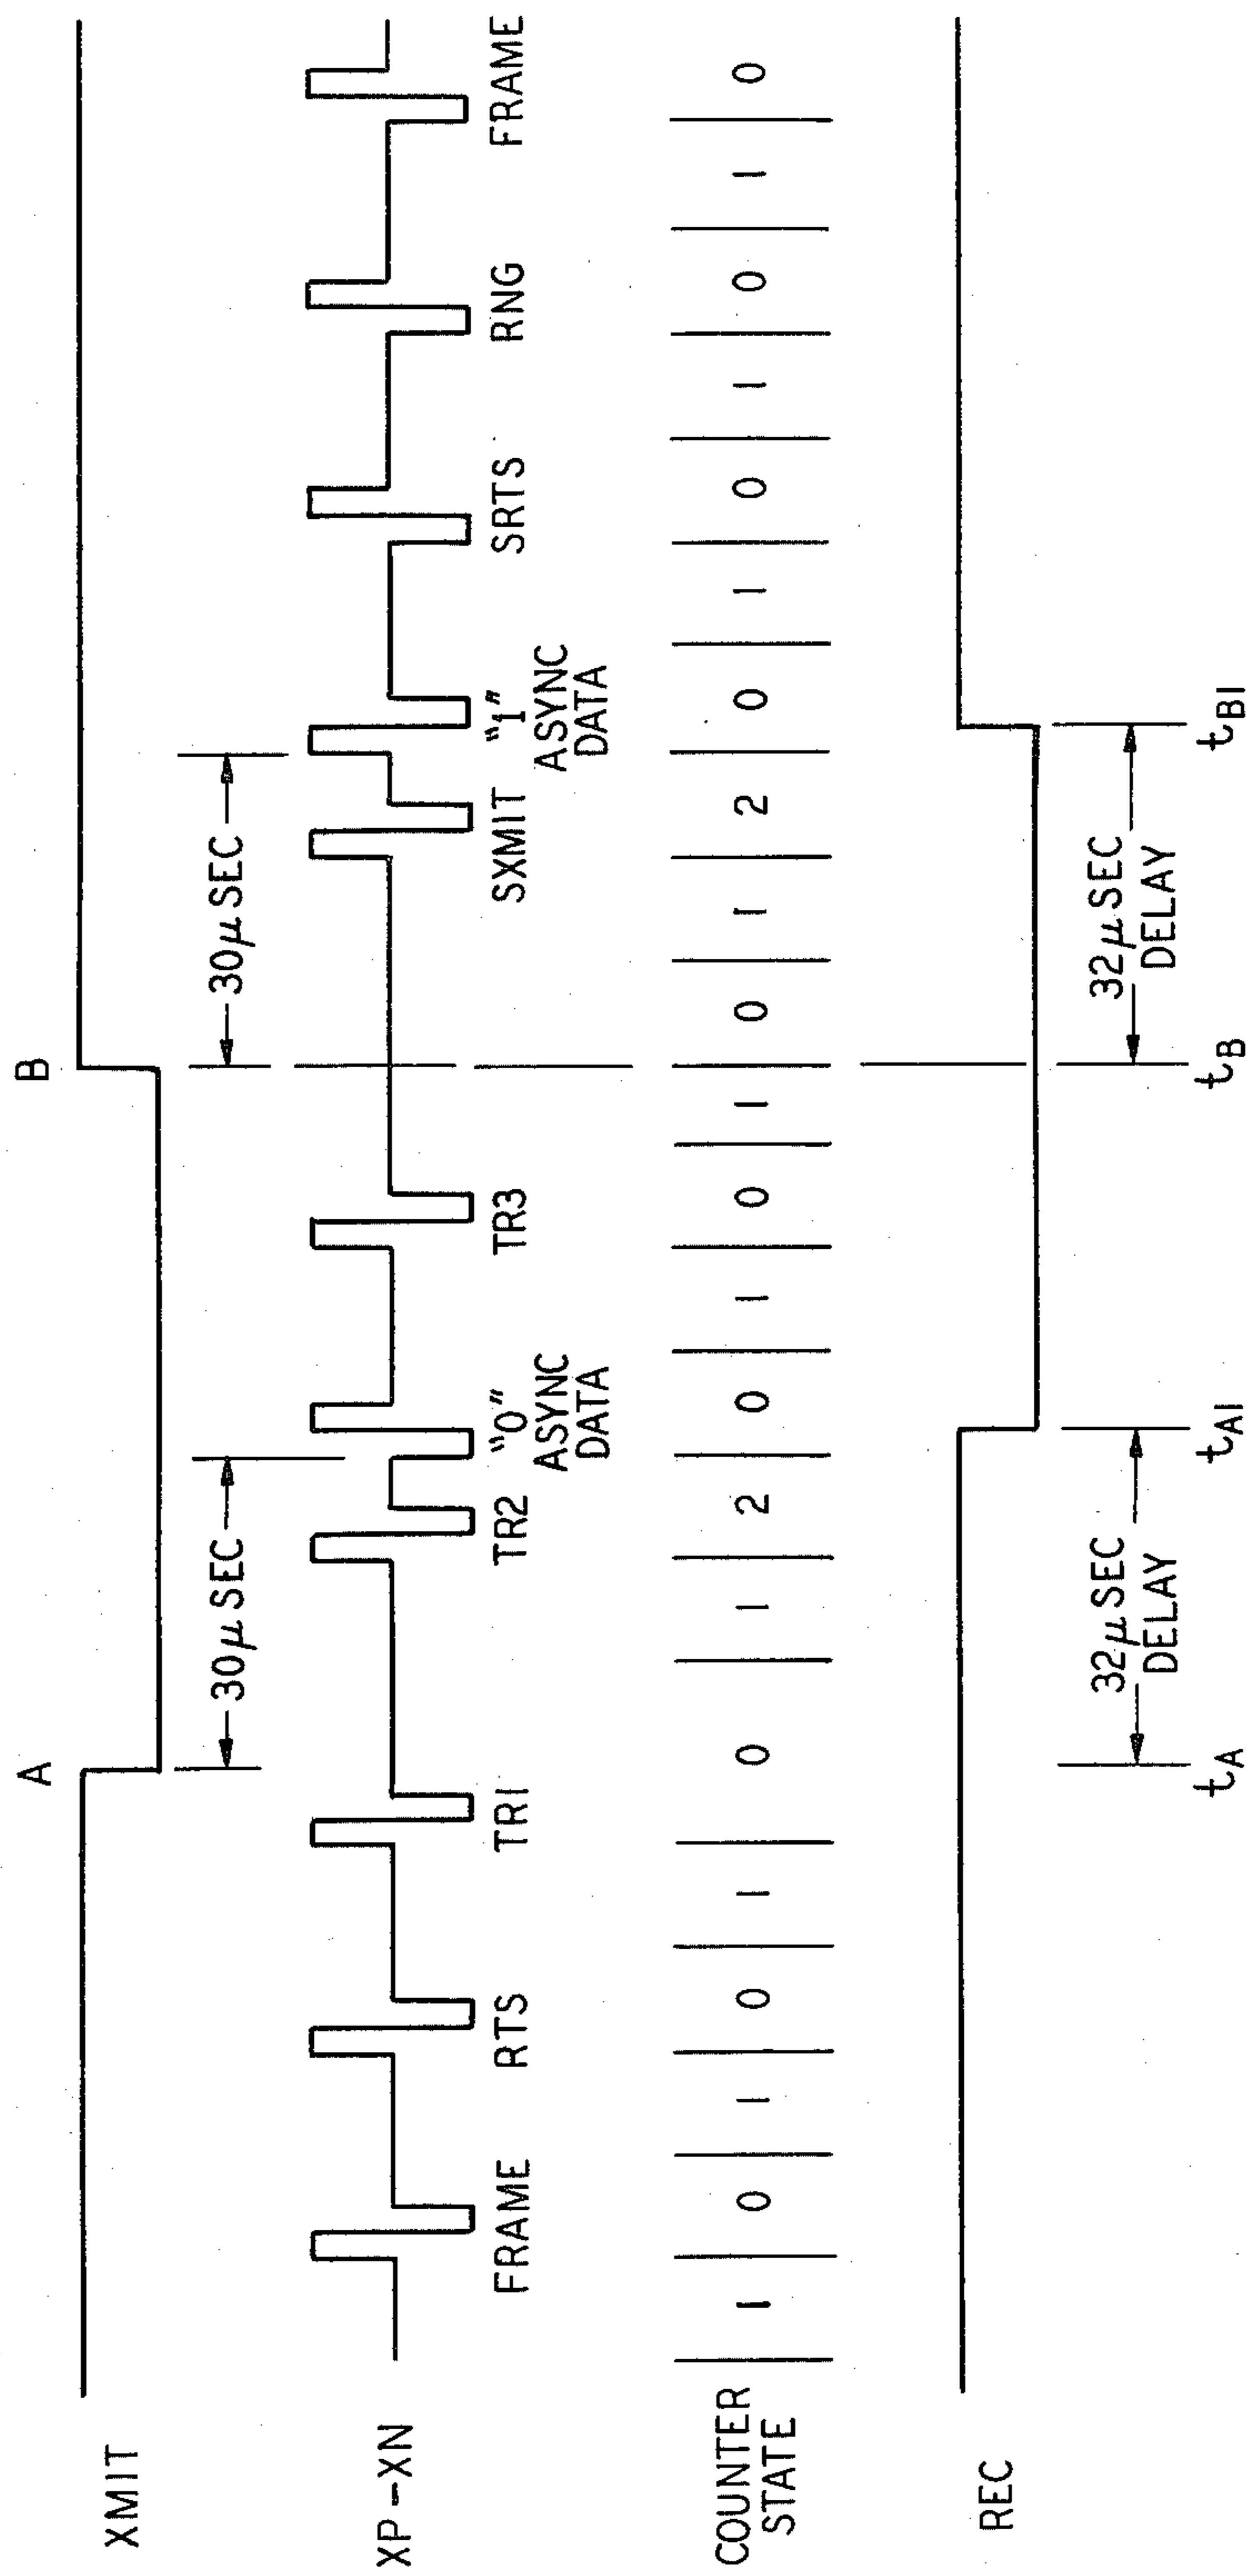 A
B
XMIT
30μSEC
30μSEC
XP-XN
FRAME
RTS
TR1
TR2
"0"
ASYNC
DATA
TR3
SXMIT
"1"
ASYNC
DATA
SRTS
RNG
FRAME
COUNTER
STATE
1 0 1 0 1 0 1 2 0 1 0 1 0 1 2 0 1 0 1 0 1 0
REC
32μSEC
DELAY
32μSEC
DELAY
tA
tA1
tB
tB1